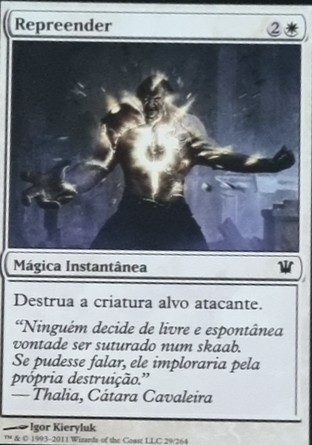 Repreender 2
Mágica Instantânea
Destrua a criatura alvo atacante.
“Ninguém decide de livre e espontânea
vontade ser suturado num skaab.
Se pudesse falar, ele imploraria pela
própria destruição.”
— Thalia, Cátara Cavaleira
Igor Kieryluk
™ & © 1993–2011 Wizards of the Coast LLC 29/264